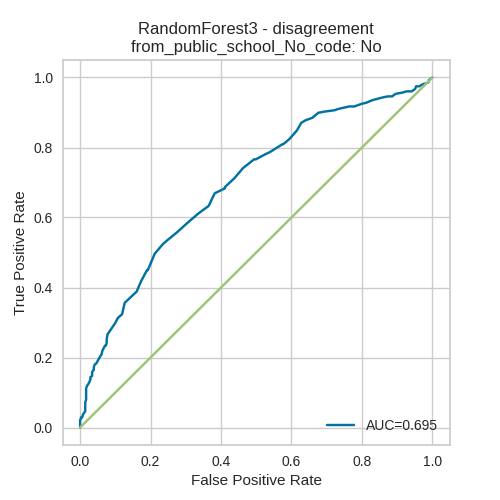 RandomForest3 - disagreement
from_public_school_No_code: No
True Positive Rate
1.0
0.8
0.6
0.4
0.2
0.0
AUC=0.695
0.0 0.2 0.4 0.6 0.8 1.0
False Positive Rate